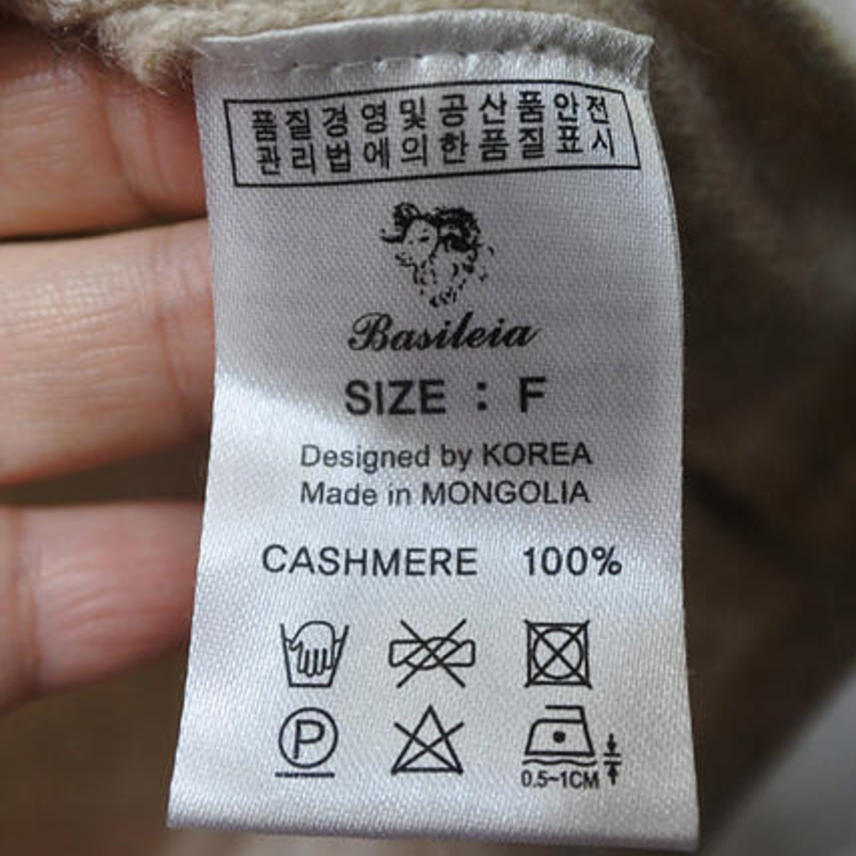 품질경영및공산품안전
관리법에의한품질표시
Basileia
SIZE : F
Designed by KOREA
Made in MONGOLIA
CASHMERE 100%
P
0.5~1CM